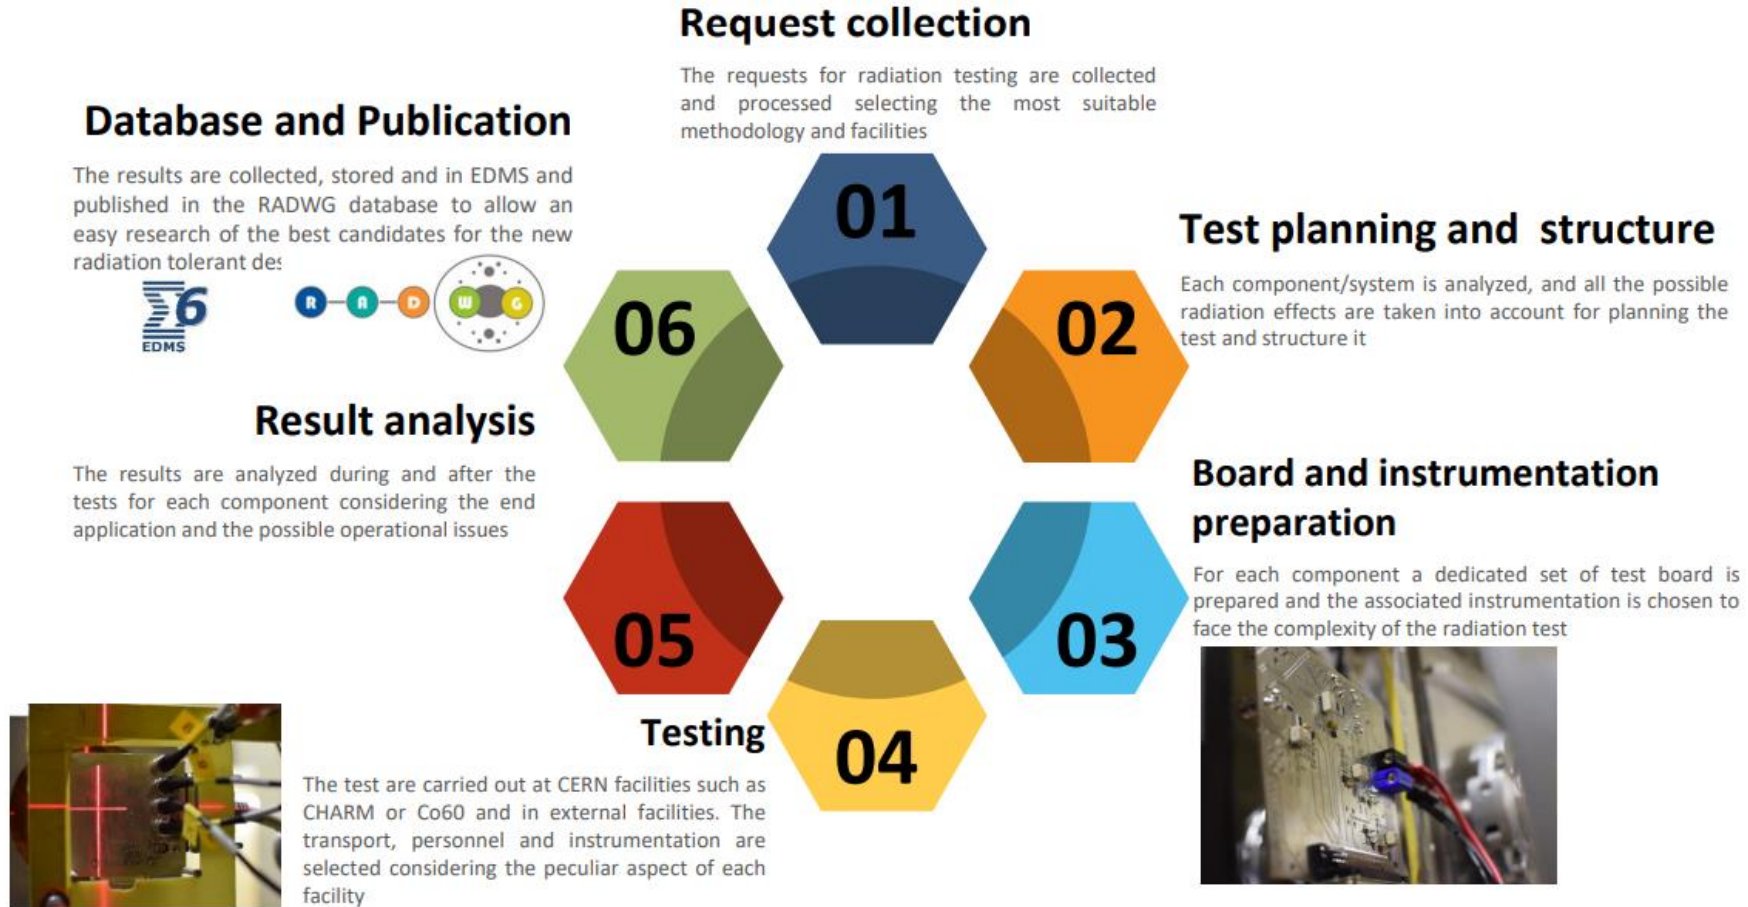 Request collection
The requests for radiation testing are collected
and processed selecting the most suitable
methodology and facilities
01
Test planning and structure
Each component/system is analyzed, and all the possible
radiation effects are taken into account for planning the
test and structure it
02
Board and instrumentation
preparation
For each component a dedicated set of test board is
prepared and the associated instrumentation is chosen to
face the complexity of the radiation test
03
Testing
The test are carried out at CERN facilities such as
CHARM or Co60 and in external facilities. The
transport, personnel and instrumentation are
selected considering the peculiar aspect of each
facility
04
Result analysis
The results are analyzed during and after the
tests for each component considering the end
application and the possible operational issues
05
Database and Publication
The results are collected, stored and in EDMS and
published in the RADWG database to allow an
easy research of the best candidates for the new
radiation tolerant
06
6
EDMS
R A D W G